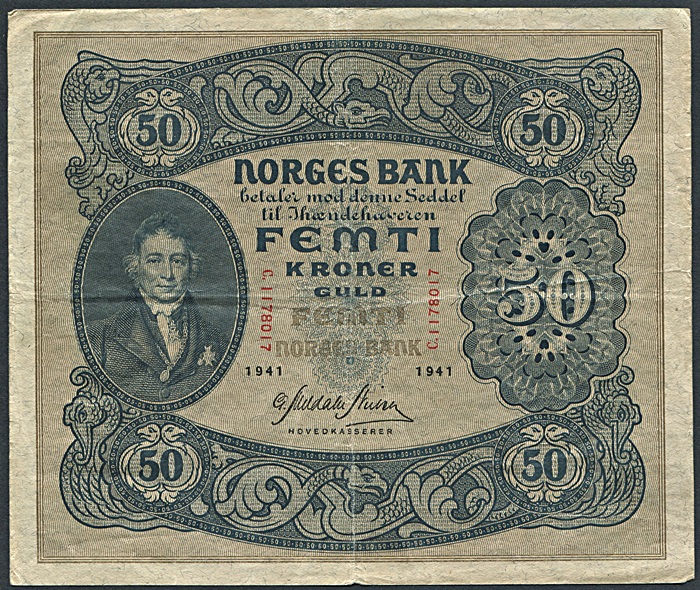 50
50
NORGES BANK
betaler mod denne Seddel
til Ihændehaveren
FEMTI
KRONER
GULD
50
FEMTI
NORGES BANK
C.1178017
C.1178017
1941
1941
HOVEDKASSERER
50
50